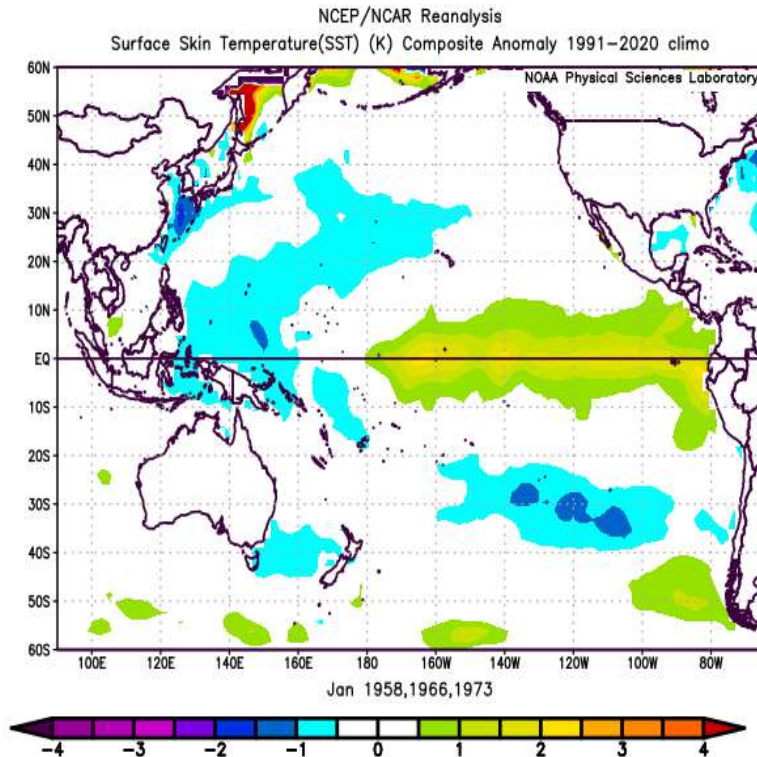 NCEP/NCAR Reanalysis
Surface Skin Temperature(SST) (K) Composite Anomaly 1991-2020 climo
NOAA Physical Sciences Laboratory
60N
50N
40N
30N
20N
10N
EQ
10S
20S
30S
40S
50S
60S
100E 120E 140E 160E 180 160W 140W 120W 100W 80W
Jan 1958,1966,1973
-4 -3 -2 -1 0 1 2 3 4